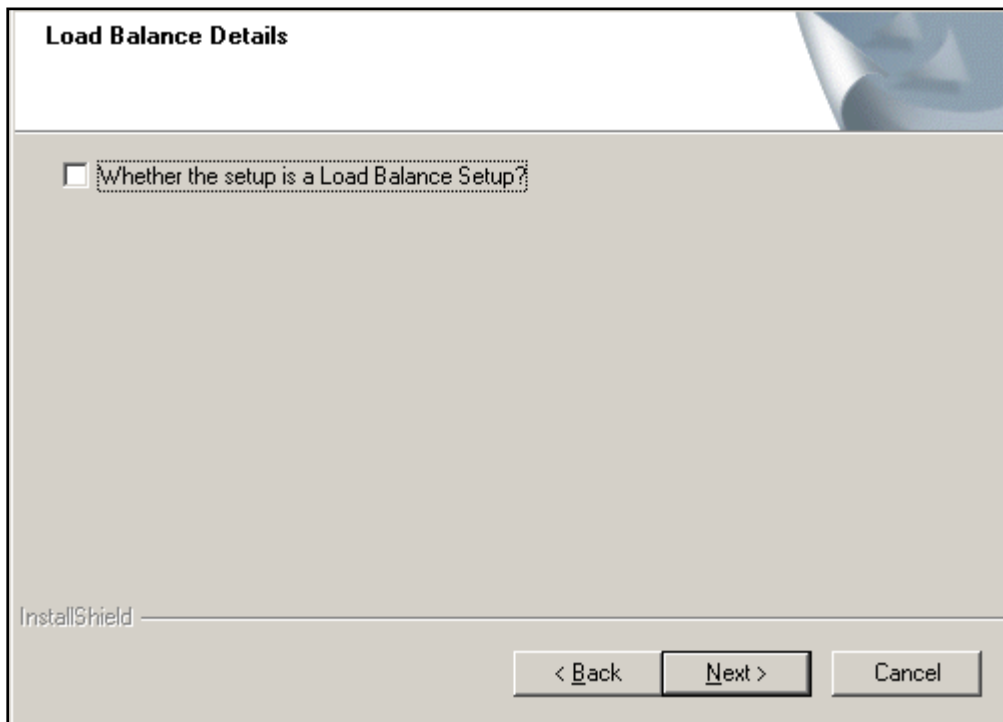 Load Balance Details
Whether the setup is a Load Balance Setup?
InstallShield
< Back
Next >
Cancel